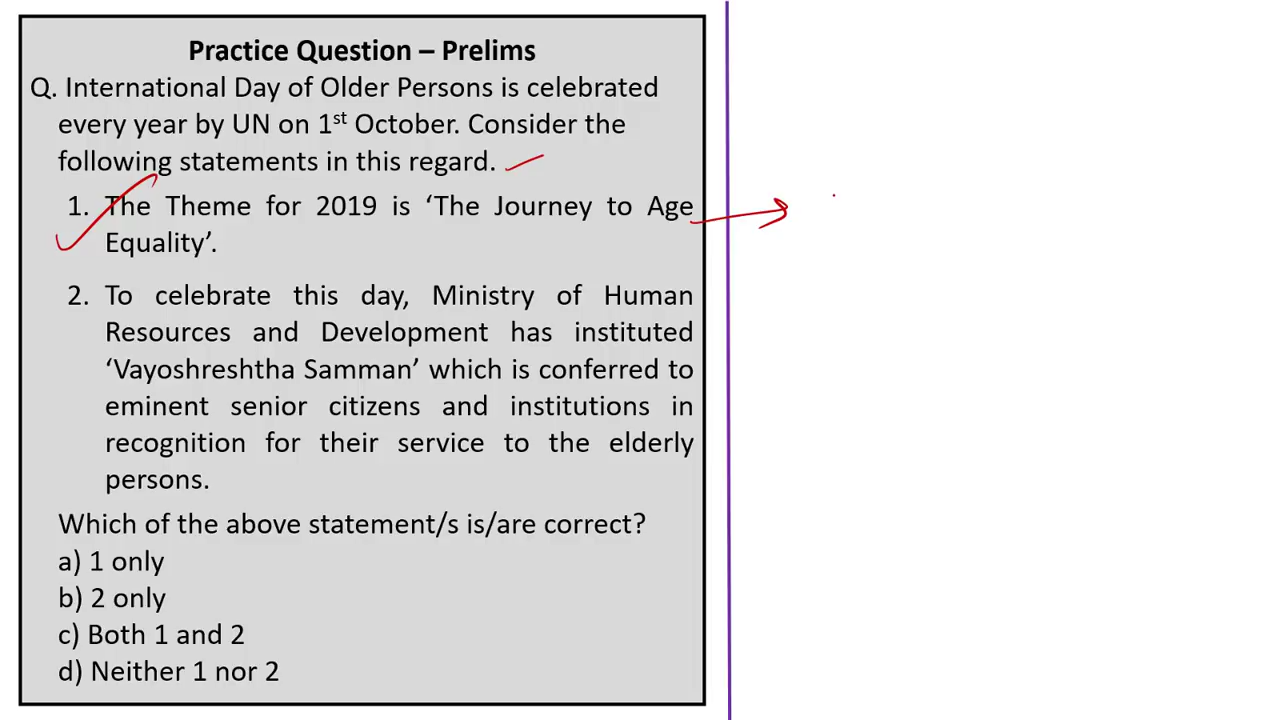 Practice Question – Prelims
Q. International Day of Older Persons is celebrated
every year by UN on 1st October. Consider the
following statements in this regard.
1. The Theme for 2019 is ‘The Journey to Age
Equality’.
2. To celebrate this day, Ministry of Human
Resources and Development has instituted
‘Vayoshreshtha Samman’ which is conferred to
eminent senior citizens and institutions in
recognition for their service to the elderly
persons.
Which of the above statement/s is/are correct?
a) 1 only
b) 2 only
c) Both 1 and 2
d) Neither 1 nor 2